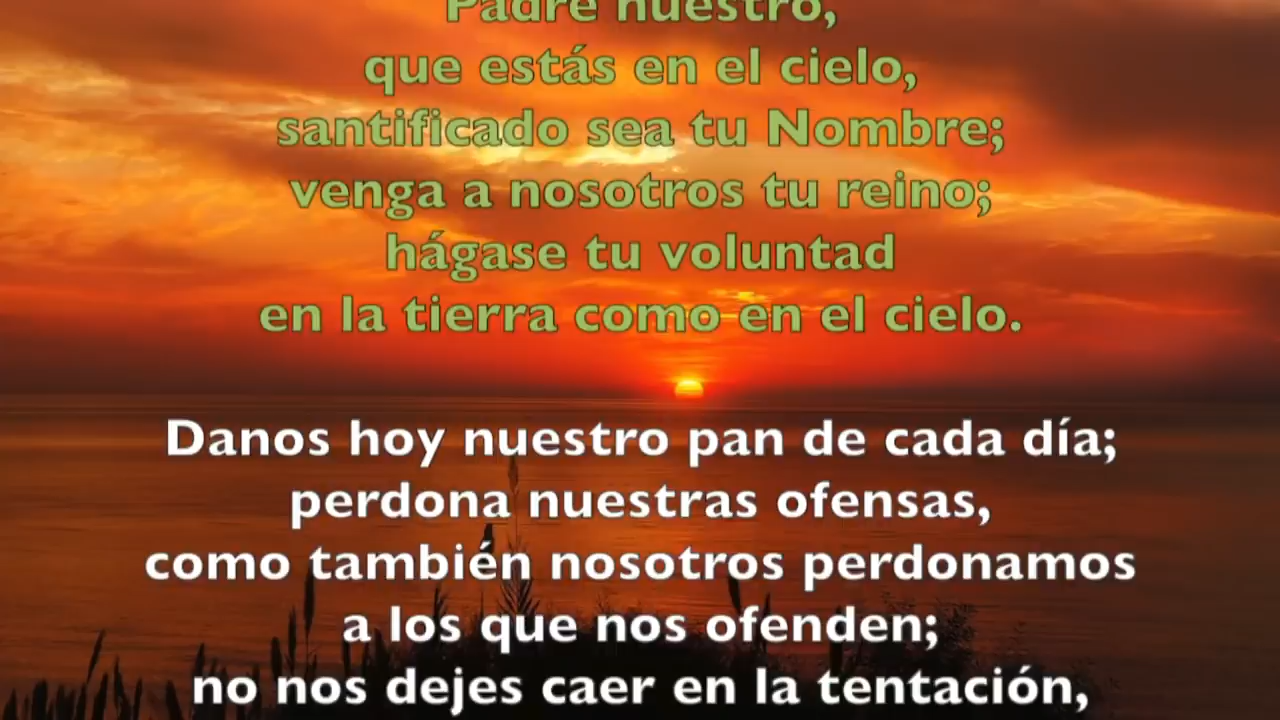 Padre nuestro,
que estás en el cielo,
santificado sea tu Nombre;
venga a nosotros tu reino;
hágase tu voluntad
en la tierra como en el cielo.
Danos hoy nuestro pan de cada día;
perdona nuestras ofensas,
como también nosotros perdonamos
a los que nos ofenden;
no nos dejes caer en la tentación,